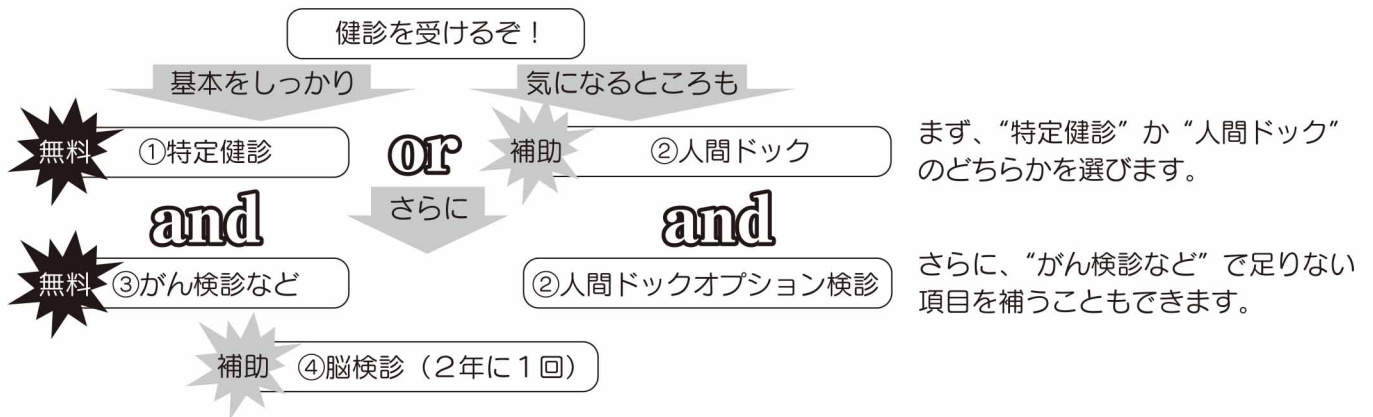 健診を受けるぞ！
基本をしっかり
気になるところも
無料
①特定健診
or
補助
②人間ドック
まず、“特定健診”か“人間ドック”
のどちらかを選びます。
and
さらに
and
無料
③がん検診など
②人間ドックオプション検診
さらに、“がん検診など”で足りない
項目を補うこともできます。
補助
④脳検診（２年に１回）